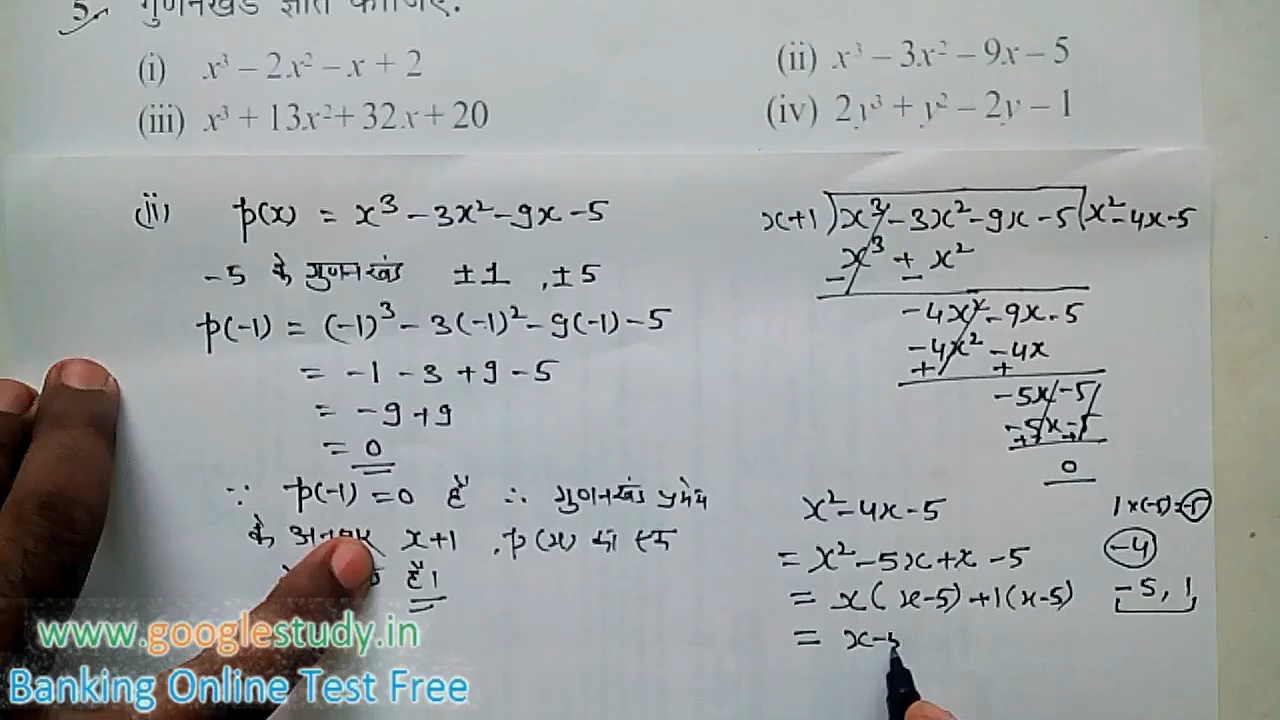 5. गुणनखंड ज्ञात कीजिए:
(i) x³ – 2x² – x + 2
(ii) x³ – 3x² – 9x – 5
(iii) x³ + 13x² + 32x + 20
(iv) 2y³ + y² – 2y – 1
(ii) p(x) = x³ - 3x² - 9x - 5
-5 के गुणनखंड ±1, ±5
p(-1) = (-1)³ - 3(-1)² - 9(-1) - 5
= -1 - 3 + 9 - 5
= -9 + 9
= 0
∵ p(-1) = 0 हैं ∴ गुणनखंड प्रमेय
के x+1, p(x) का एक
हैं।
x+1 ) x³ - 3x² - 9x - 5 ( x² - 4x - 5
x³ + x²
- -
-4x² - 9x - 5
-4x² - 4x
+ +
-5x - 5
-5x - 5
+ +
0
x² - 4x - 5
= x² - 5x + x - 5
= x(x-5) + 1(x-5)
= x-5
1×(-5) = -5
-4
-5, 1
www.googlestudy.in
Banking Online Test Free